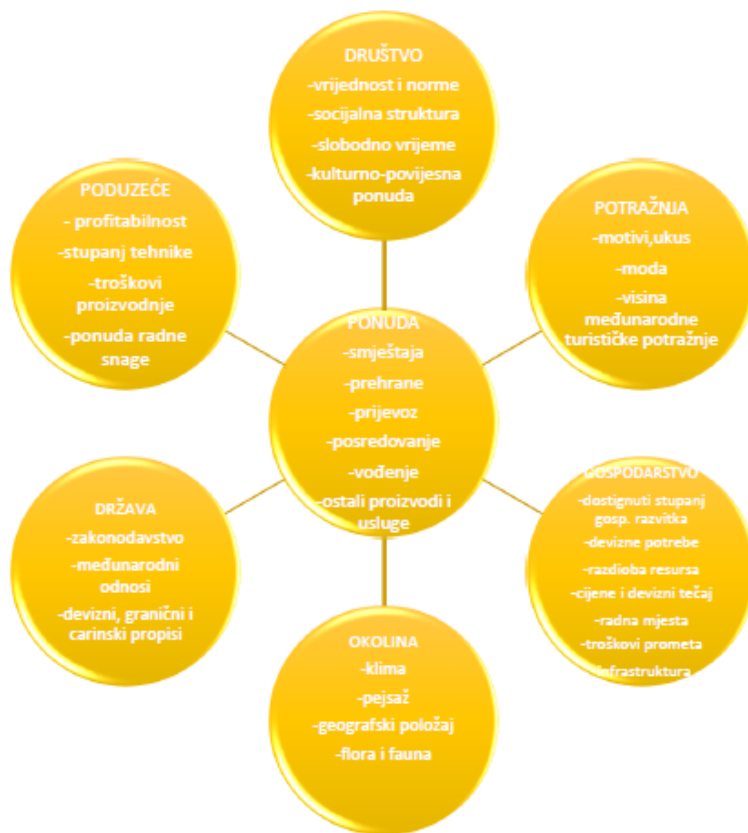 DRUŠTVO
-vrijednost i norme
-socijalna struktura
-slobodno vrijeme
-kulturno-povijesna
ponuda
PODUZEĆE
- profitabilnost
-stupanj tehnike
-troškovi
proizvodnje
-ponuda radne
snage
POTRAŽNJA
-motivi,ukus
-moda
-visina
međunarodne
turističke potražnje
PONUDA
-smještaja
-prehrane
-prijevoz
-posredovanje
-vođenje
-ostali proizvodi i
usluge
DRŽAVA
-zakonodavstvo
-međunarodni
odnosi
-devizni, granični i
carinski propisi
GOSPODARSTVO
-dostignuti stupanj
gosp. razvitka
-devizne potrebe
-razdioba resursa
-cijene i devizni tečaj
-radna mjesta
-troškovi prometa
-infrastruktura
OKOLINA
-klima
-pejsaž
-geografski položaj
-flora i fauna